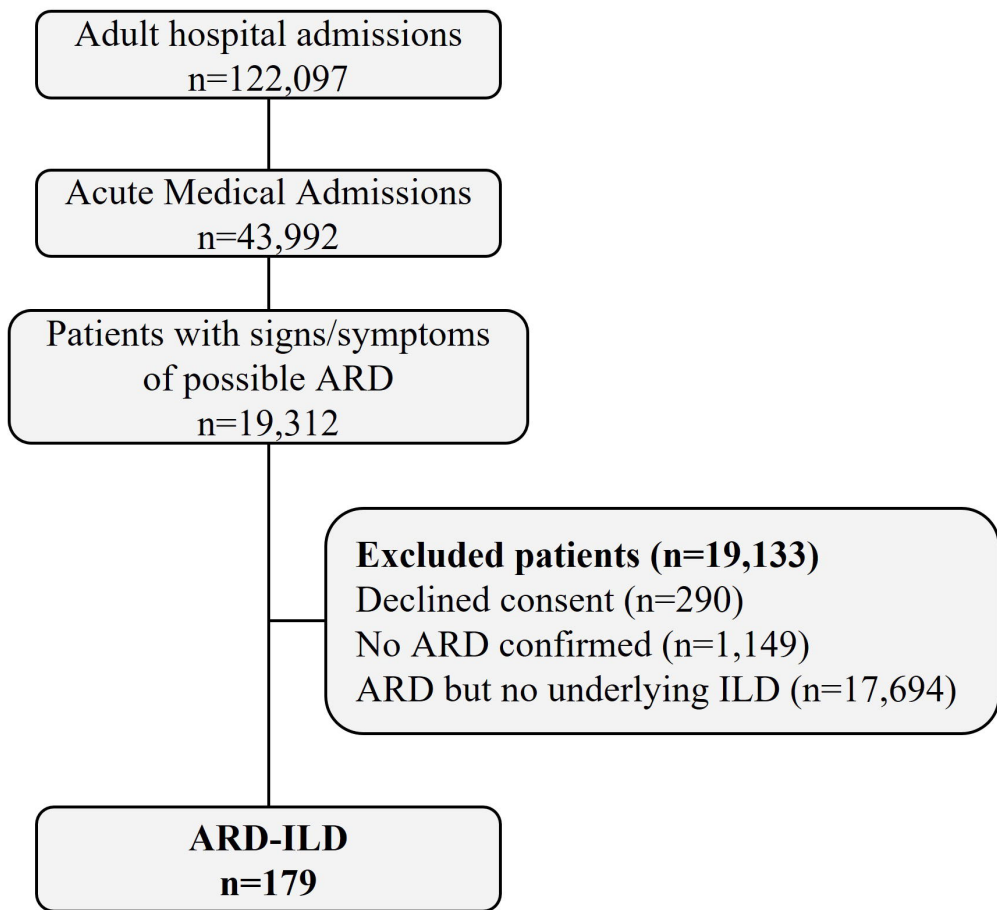 Adult hospital admissions
n=122,097
Acute Medical Admissions
n=43,992
Patients with signs/symptoms
of possible ARD
n=19,312
Excluded patients (n=19,133)
Declined consent (n=290)
No ARD confirmed (n=1,149)
ARD but no underlying ILD (n=17,694)
ARD-ILD
n=179